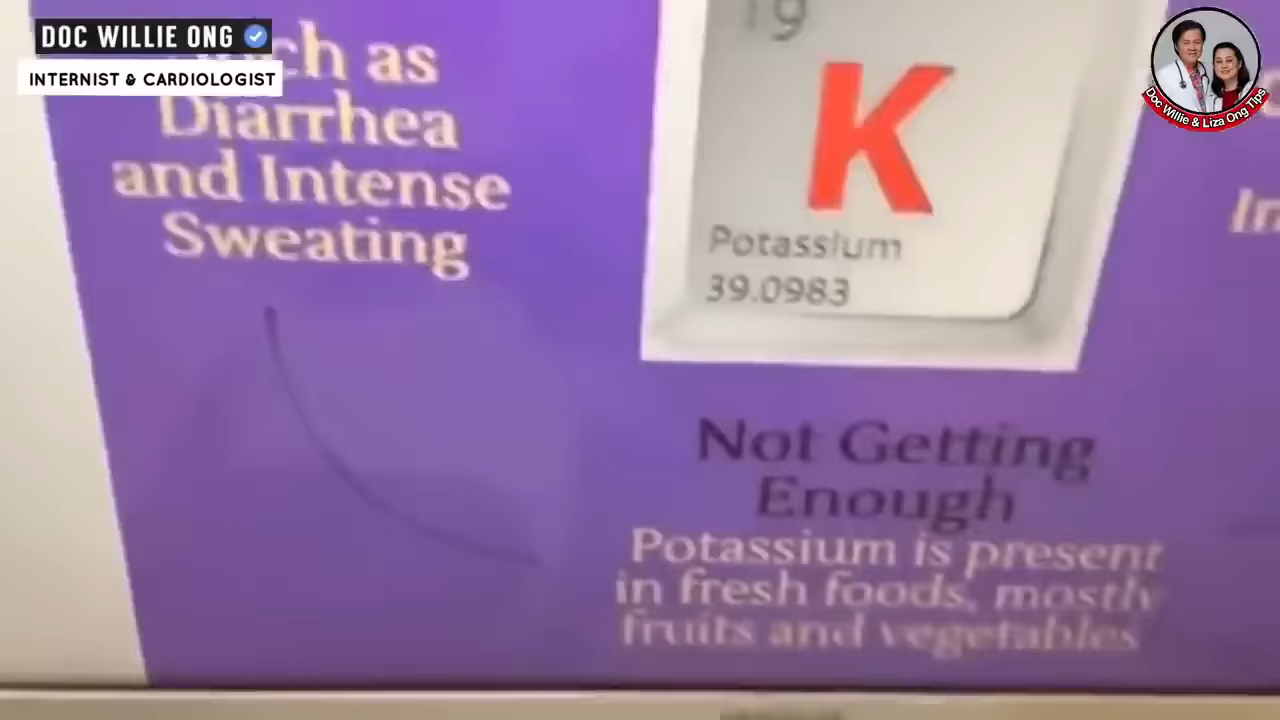 DOC WILLIE ONG
INTERNIST & CARDIOLOGIST
Doc Willie & Liza Ong Tips
as
Diarrhea
and Intense
Sweating
19
K
Potassium
39.0983
Not Getting
Enough
Potassium is present
in fresh foods, mostly
fruits and vegetables